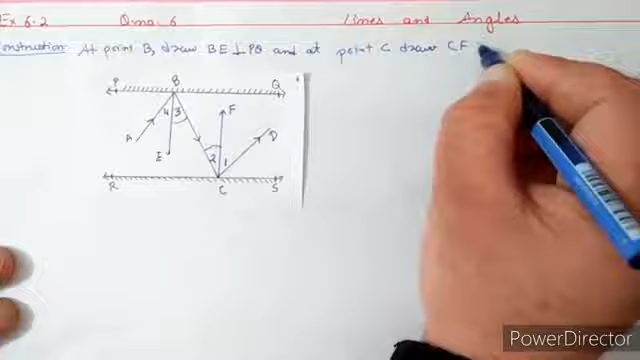 Ex 6.2 Qno. 6 Lines and Angles
Construction: At point B, draw BE ⊥ PQ and at point C draw CF
P B Q
4 3 F
A D
E 2 1
R C S
PowerDirector